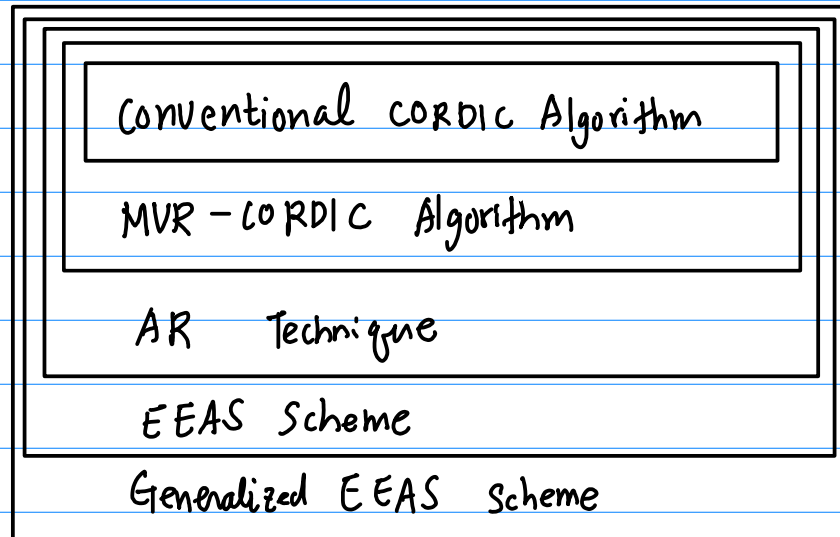 Conventional CORDIC Algorithm
MVR-CORDIC Algorithm
AR Technique
EEAS Scheme
Generalized EEAS scheme